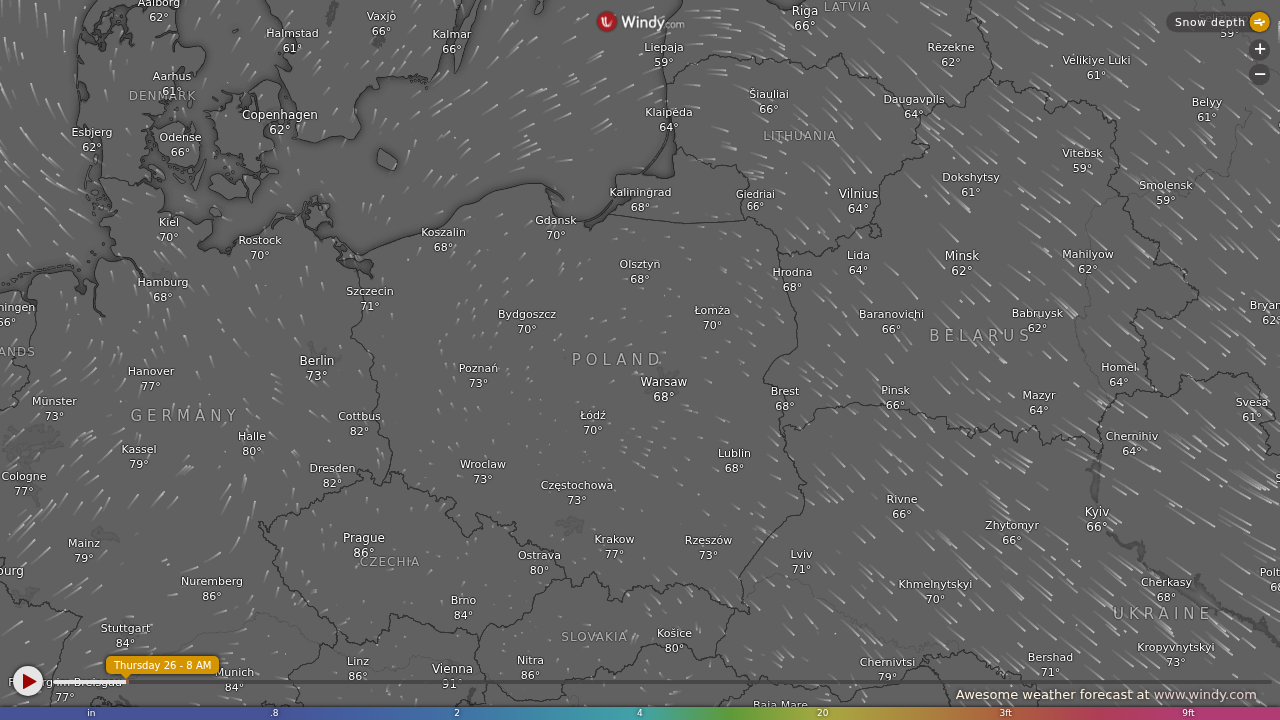 Aalborg
62°
Vaxjo
66°
Halmstad
61°
Kalmar
66°
Windy.com
Liepaja
59°
Riga
66°
LATVIA
Rēzekne
62°
Snow depth
59°
+
−
Velikiye Luki
61°
Aarhus
61°
DENMARK
Copenhagen
62°
Esbjerg
62°
Odense
66°
Klaipėda
64°
Šiauliai
66°
Daugavpils
64°
LITHUANIA
Belyy
61°
Vitebsk
59°
Dokshytsy
61°
Smolensk
59°
Kaliningrad
68°
Giedriai
66°
Vilnius
64°
Kiel
70°
Rostock
70°
Koszalin
68°
Gdansk
70°
Olsztyn
68°
Hrodna
68°
Lida
64°
Minsk
62°
Mahilyow
62°
Hamburg
68°
Szczecin
71°
Bydgoszcz
70°
Łomża
70°
Baranovichi
66°
Babruysk
62°
BELARUS
POLAND
Berlin
73°
Hanover
77°
Poznań
73°
Warsaw
68°
Brest
68°
Pinsk
66°
Homel
64°
Mazyr
64°
Svesa
61°
Münster
73°
GERMANY
Cottbus
82°
Łódź
70°
Halle
80°
Kassel
79°
Chernihiv
64°
Lublin
68°
Cologne
77°
Dresden
82°
Wroclaw
73°
Częstochowa
73°
Rivne
66°
Kyiv
66°
Zhytomyr
66°
Mainz
79°
Prague
86°
CZECHIA
Ostrava
80°
Krakow
77°
Rzeszów
73°
Lviv
71°
Nuremberg
86°
Khmelnytskyi
70°
Cherkasy
68°
UKRAINE
Brno
84°
Stuttgart
84°
SLOVAKIA
Košice
80°
Kropyvnytskyi
73°
Thursday 26 - 8 AM
Munich
84°
Linz
86°
Vienna
91°
Nitra
86°
Chernivtsi
79°
Bershad
71°
77°
Awesome weather forecast at www.windy.com
Baia Mare
in .8 2 4 20 3ft 9ft